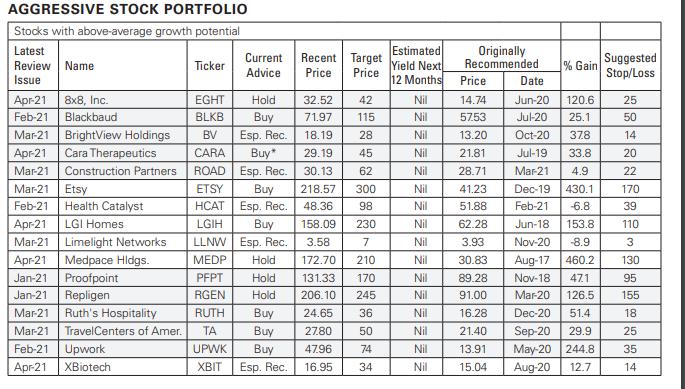 AGGRESSIVE STOCK PORTFOLIO
Stocks with above-average growth potential
Latest Review Issue Name Ticker Current Advice Recent Price Target Price Estimated Yield Next 12 Months Originally Recommended Price Date % Gain Suggested Stop/Loss
Apr-21 8x8, Inc. EGHT Hold 32.52 42 Nil 14.74 Jun-20 120.6 25
Feb-21 Blackbaud BLKB Buy 71.97 115 Nil 57.53 Jul-20 25.1 50
Mar-21 BrightView Holdings BV Esp. Rec. 18.19 28 Nil 13.20 Oct-20 37.8 14
Apr-21 Cara Therapeutics CARA Buy* 29.19 45 Nil 21.81 Jul-19 33.8 20
Mar-21 Construction Partners ROAD Esp. Rec. 30.13 62 Nil 28.71 Mar-21 4.9 22
Mar-21 Etsy ETSY Buy 218.57 300 Nil 41.23 Dec-19 430.1 170
Feb-21 Health Catalyst HCAT Esp. Rec. 48.36 98 Nil 51.88 Feb-21 -6.8 39
Apr-21 LGI Homes LGIH Buy 158.09 230 Nil 62.28 Jun-18 153.8 110
Mar-21 Limelight Networks LLNW Esp. Rec. 3.58 7 Nil 3.93 Nov-20 -8.9 3
Apr-21 Medpace Hldgs. MEDP Hold 172.70 210 Nil 30.83 Aug-17 460.2 130
Jan-21 Proofpoint PFPT Hold 131.33 170 Nil 89.28 Nov-18 47.1 95
Jan-21 Repligen RGEN Hold 206.10 245 Nil 91.00 Mar-20 126.5 155
Mar-21 Ruth's Hospitality RUTH Buy 24.65 36 Nil 16.28 Dec-20 51.4 18
Mar-21 TravelCenters of Amer. TA Buy 27.80 50 Nil 21.40 Sep-20 29.9 25
Feb-21 Upwork UPWK Buy 47.96 74 Nil 13.91 May-20 244.8 35
Apr-21 XBiotech XBIT Esp. Rec. 16.95 34 Nil 15.04 Aug-20 12.7 14